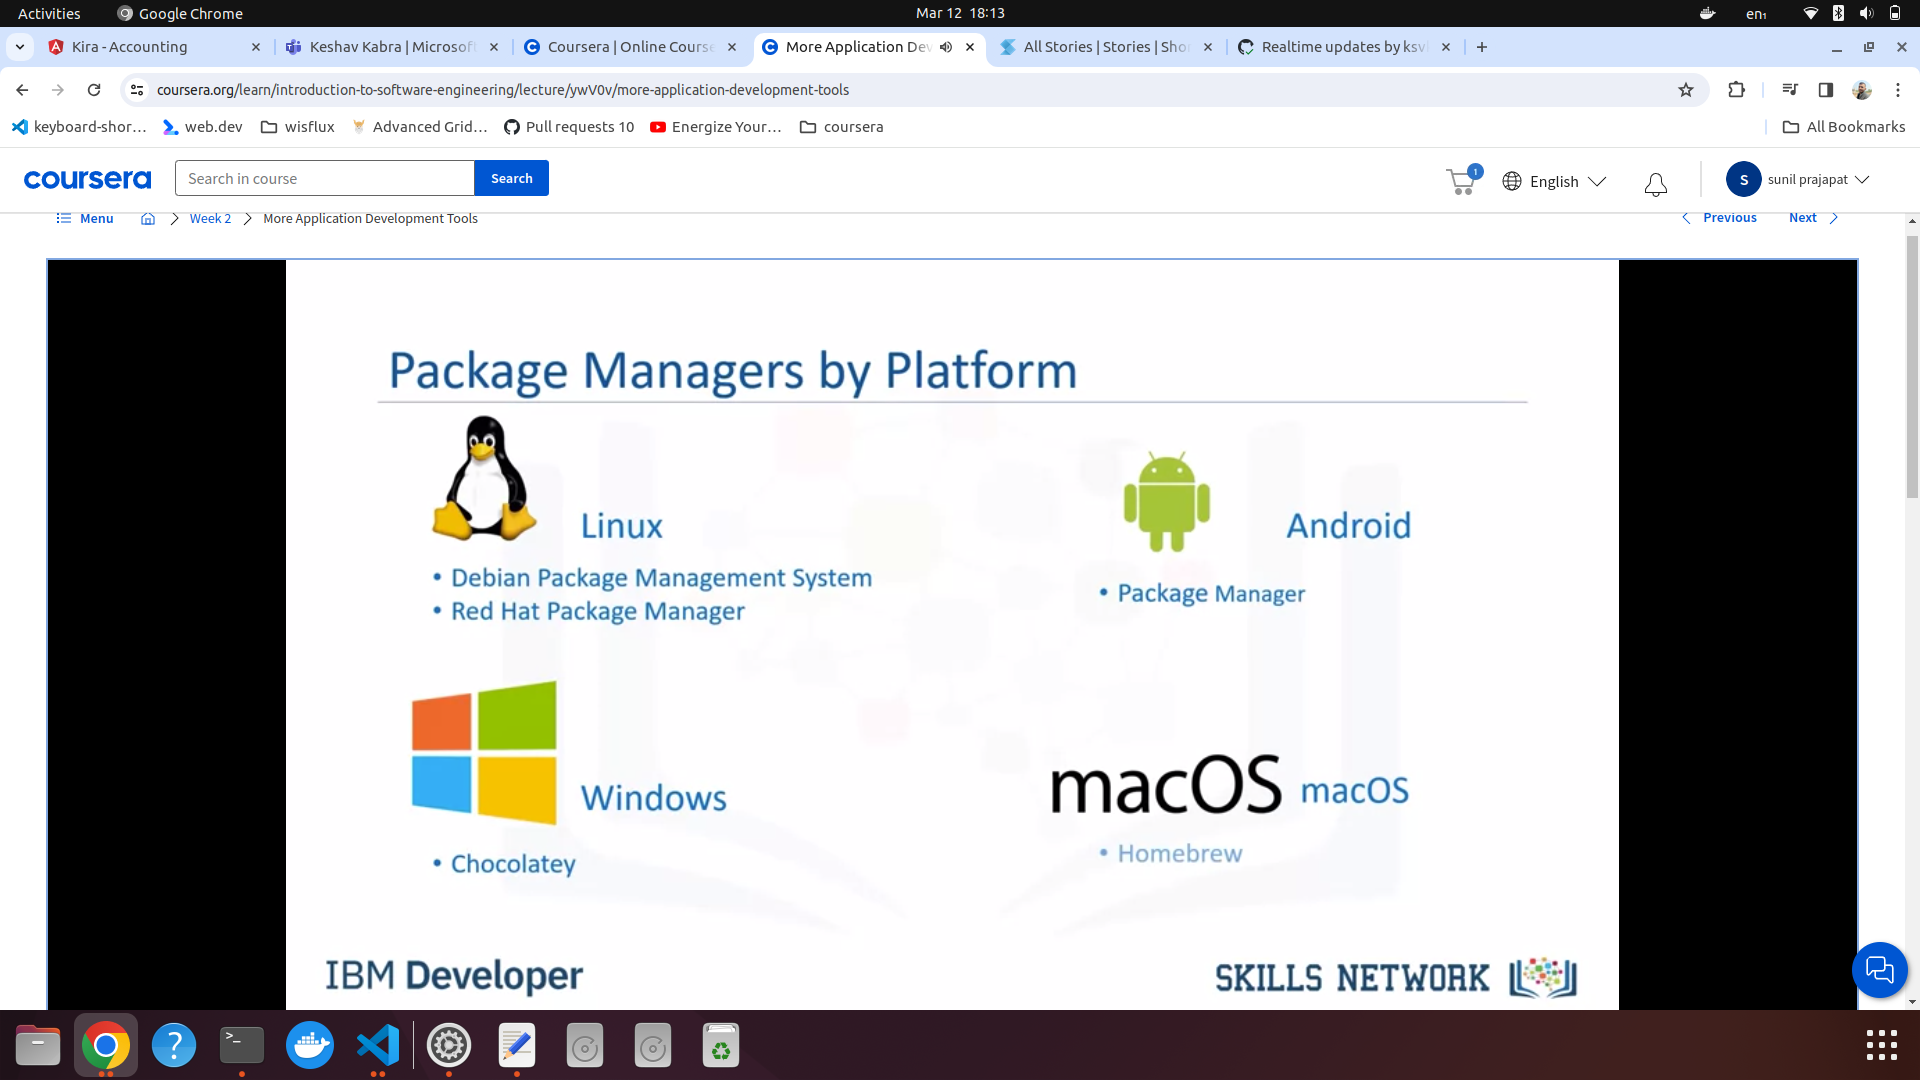 Activities Google Chrome Mar 12 18:13 en₁
Kira - Accounting Keshav Kabra | Microsof Coursera | Online Course More Application Dev All Stories | Stories | Shor Realtime updates by ksv
coursera.org/learn/introduction-to-software-engineering/lecture/ywV0v/more-application-development-tools
keyboard-shor... web.dev wisflux Advanced Grid... Pull requests 10 Energize Your... coursera All Bookmarks
coursera Search in course Search 1 English S sunil prajapat
Menu Week 2 More Application Development Tools Previous Next
Package Managers by Platform
Linux
• Debian Package Management System
• Red Hat Package Manager
Android
• Package Manager
Windows
• Chocolatey
macOS macOS
• Homebrew
IBM Developer SKILLS NETWORK